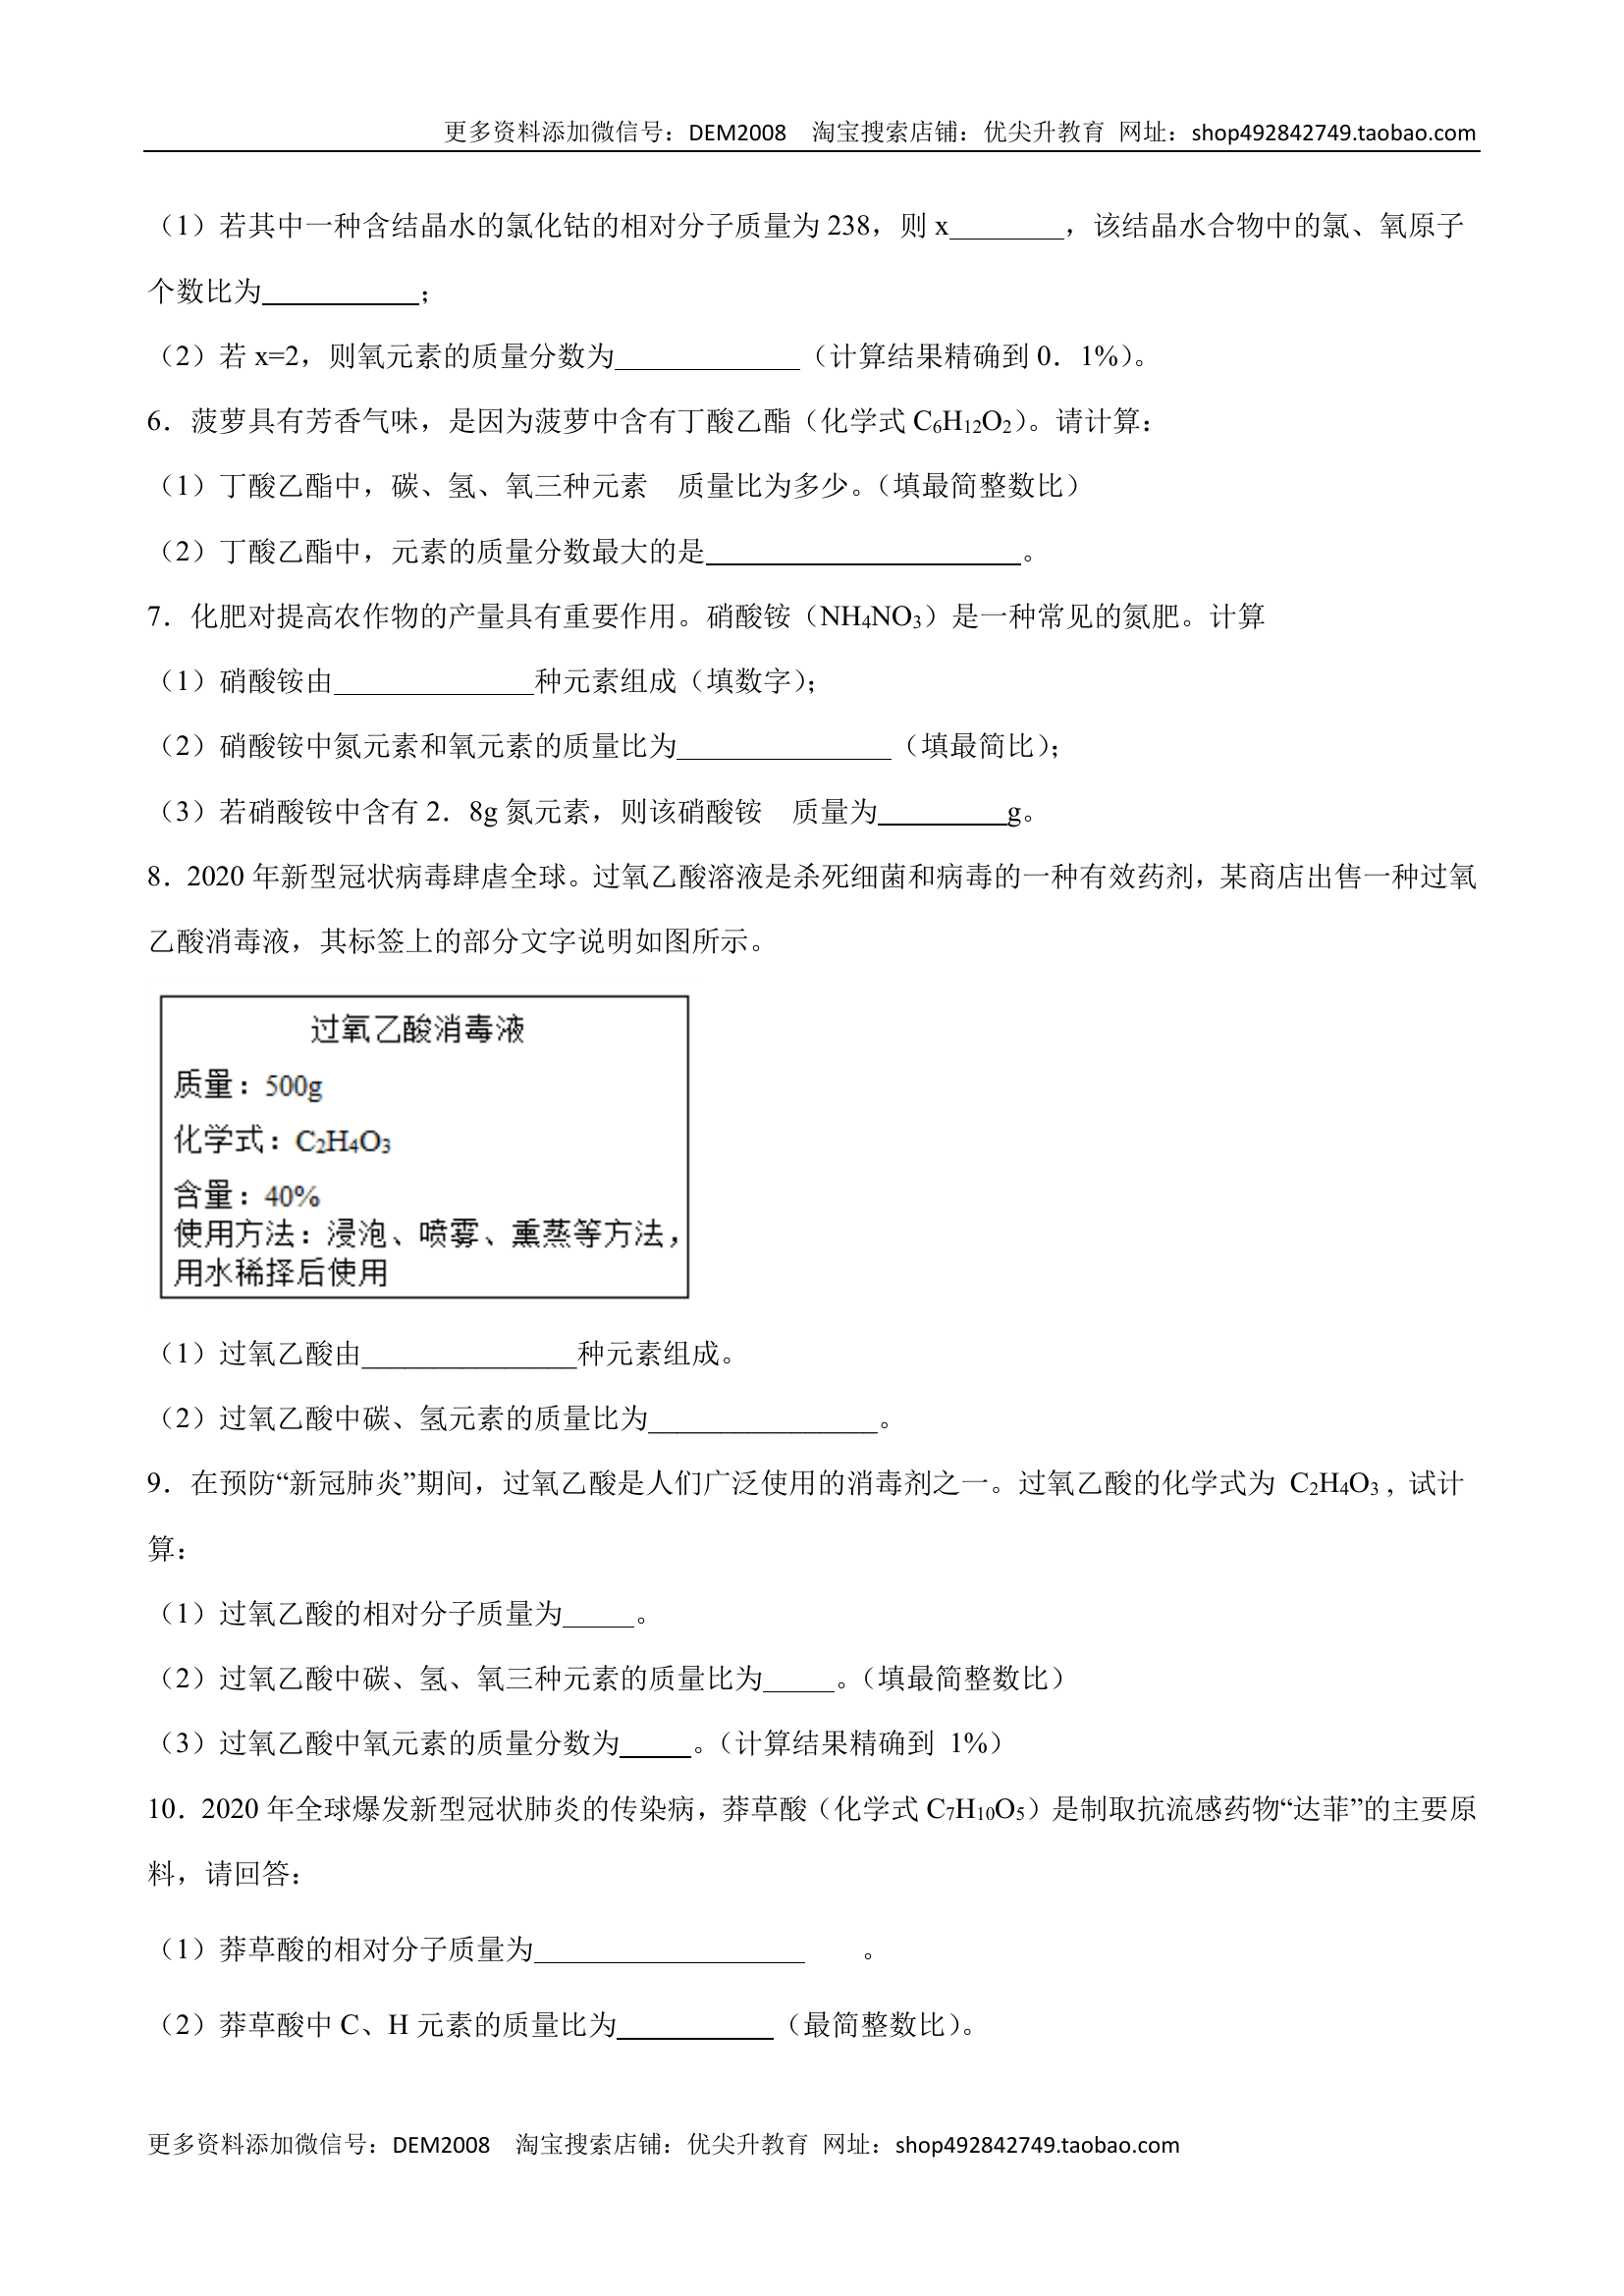 更多资料添加微信号：DEM2008 淘宝搜索店铺：优尖升教育 网址：shop492842749.taobao.com
（1）若其中一种含结晶水的氯化钴的相对分子质量为 238，则 x________，该结晶水合物中的氯、氧原子
个数比为___________；
（2）若 x=2，则氧元素的质量分数为_____________（计算结果精确到 0．1%）。
6．菠萝具有芳香气味，是因为菠萝中含有丁酸乙酯（化学式 C₆H₁₂O₂）。请计算：
（1）丁酸乙酯中，碳、氢、氧三种元素 质量比为多少。（填最简整数比）
（2）丁酸乙酯中，元素的质量分数最大的是______________________。
7．化肥对提高农作物的产量具有重要作用。硝酸铵（NH₄NO₃）是一种常见的氮肥。计算
（1）硝酸铵由______________种元素组成（填数字）；
（2）硝酸铵中氮元素和氧元素的质量比为_______________（填最简比）；
（3）若硝酸铵中含有 2．8g 氮元素，则该硝酸铵 质量为_________g。
8．2020 年新型冠状病毒肆虐全球。过氧乙酸溶液是杀死细菌和病毒的一种有效药剂，某商店出售一种过氧
乙酸消毒液，其标签上的部分文字说明如图所示。
过氧乙酸消毒液
质量：500g
化学式：C₂H₄O₃
含量：40%
使用方法：浸泡、喷雾、熏蒸等方法，
用水稀择后使用
（1）过氧乙酸由_______________种元素组成。
（2）过氧乙酸中碳、氢元素的质量比为________________。
9．在预防“新冠肺炎”期间，过氧乙酸是人们广泛使用的消毒剂之一。过氧乙酸的化学式为 C₂H₄O₃ , 试计
算：
（1）过氧乙酸的相对分子质量为_____。
（2）过氧乙酸中碳、氢、氧三种元素的质量比为_____。（填最简整数比）
（3）过氧乙酸中氧元素的质量分数为_____。（计算结果精确到 1%）
10．2020 年全球爆发新型冠状肺炎的传染病，莽草酸（化学式 C₇H₁₀O₅）是制取抗流感药物“达菲”的主要原
料，请回答：
（1）莽草酸的相对分子质量为___________________ 。
（2）莽草酸中 C、H 元素的质量比为___________（最简整数比）。
更多资料添加微信号：DEM2008 淘宝搜索店铺：优尖升教育 网址：shop492842749.taobao.com